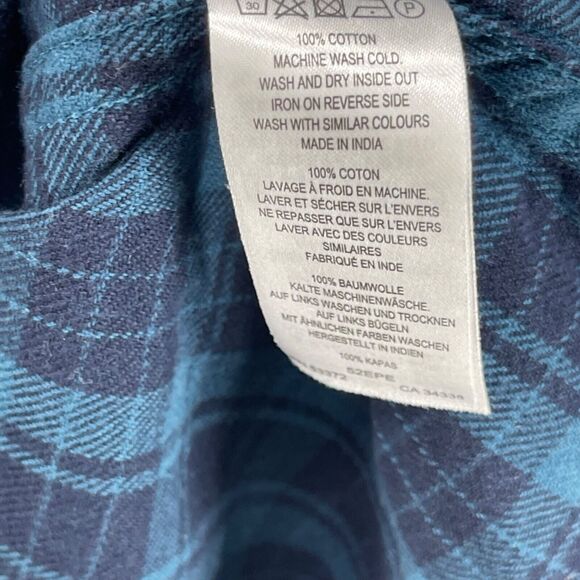 30 P
100% COTTON
MACHINE WASH COLD.
WASH AND DRY INSIDE OUT
IRON ON REVERSE SIDE
WASH WITH SIMILAR COLOURS
MADE IN INDIA
100% COTON
LAVAGE À FROID EN MACHINE.
LAVER ET SÉCHER SUR L'ENVERS
NE REPASSER QUE SUR L'ENVERS
LAVER AVEC DES COULEURS
SIMILAIRES
FABRIQUÉ EN INDE
100% BAUMWOLLE
KALTE MASCHINENWÄSCHE.
AUF LINKS WASCHEN UND TROCKNEN
AUF LINKS BÜGELN
MIT ÄHNLICHEN FARBEN WASCHEN
HERGESTELLT IN INDIEN
100% KAPAS
52EPE CA 34339